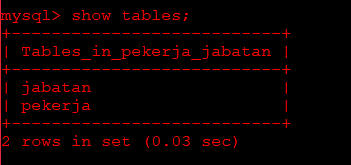 mysql> show tables;
+---------------------------+
| Tables_in_pekerja_jabatan |
+---------------------------+
| jabatan                   |
| pekerja                   |
+---------------------------+
2 rows in set (0.03 sec)